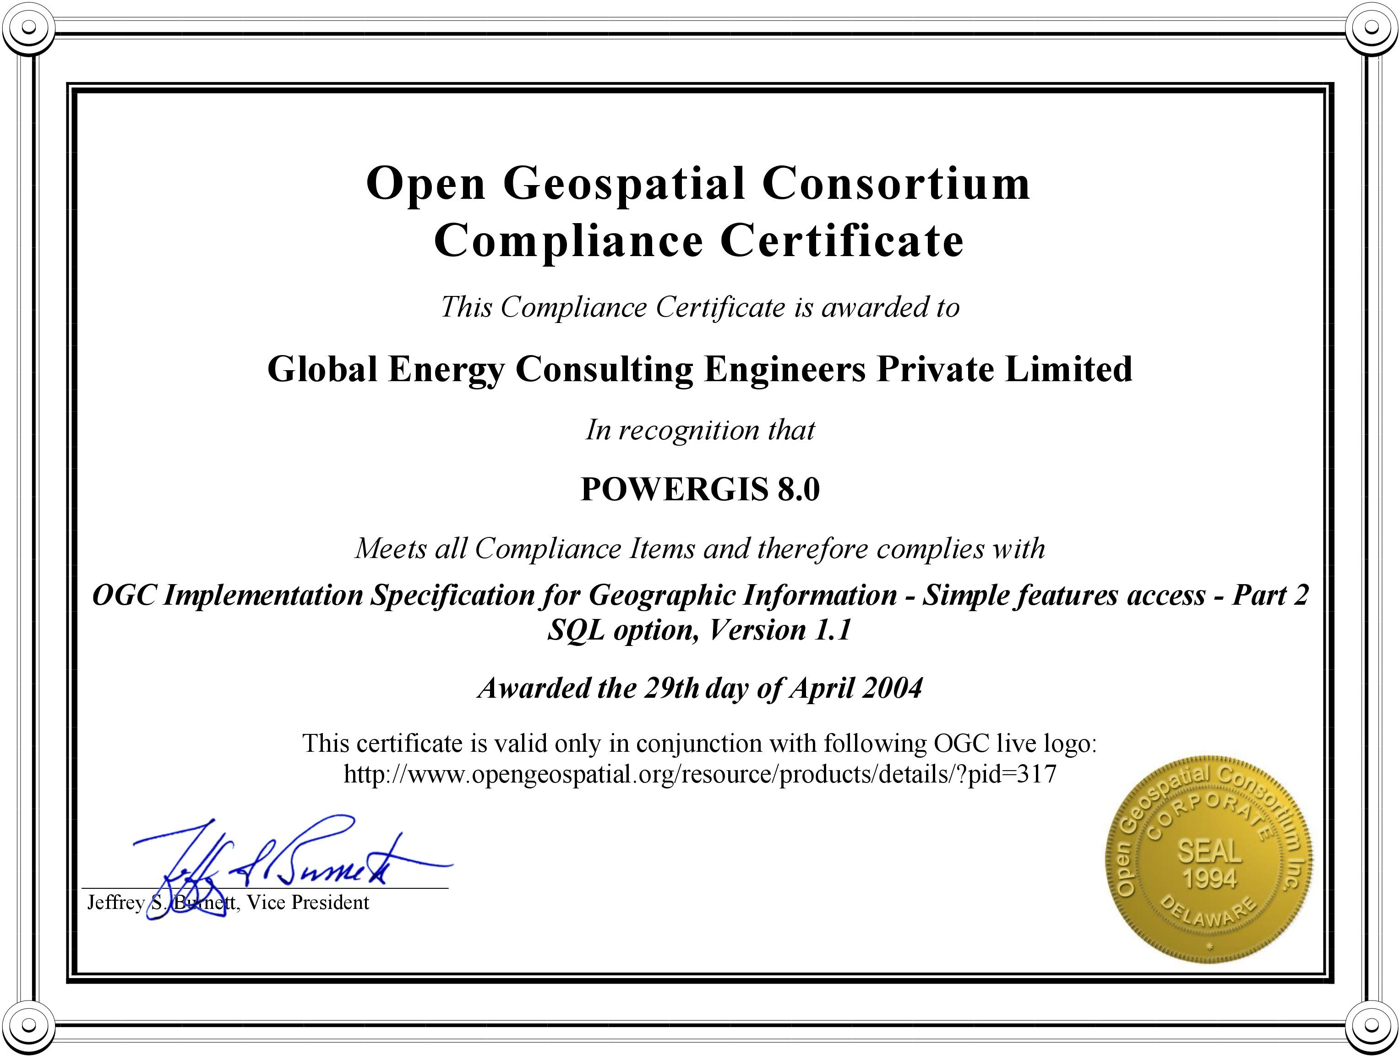 Open Geospatial Consortium
Compliance Certificate
This Compliance Certificate is awarded to
Global Energy Consulting Engineers Private Limited
In recognition that
POWERGIS 8.0
Meets all Compliance Items and therefore complies with
OGC Implementation Specification for Geographic Information - Simple features access - Part 2
SQL option, Version 1.1
Awarded the 29th day of April 2004
This certificate is valid only in conjunction with following OGC live logo:
http://www.opengeospatial.org/resource/products/details/?pid=317
Jeffrey S. Burnett
Jeffrey S. Burnett, Vice President
Open Geospatial Consortium Inc.
CORPORATE
SEAL
1994
DELAWARE